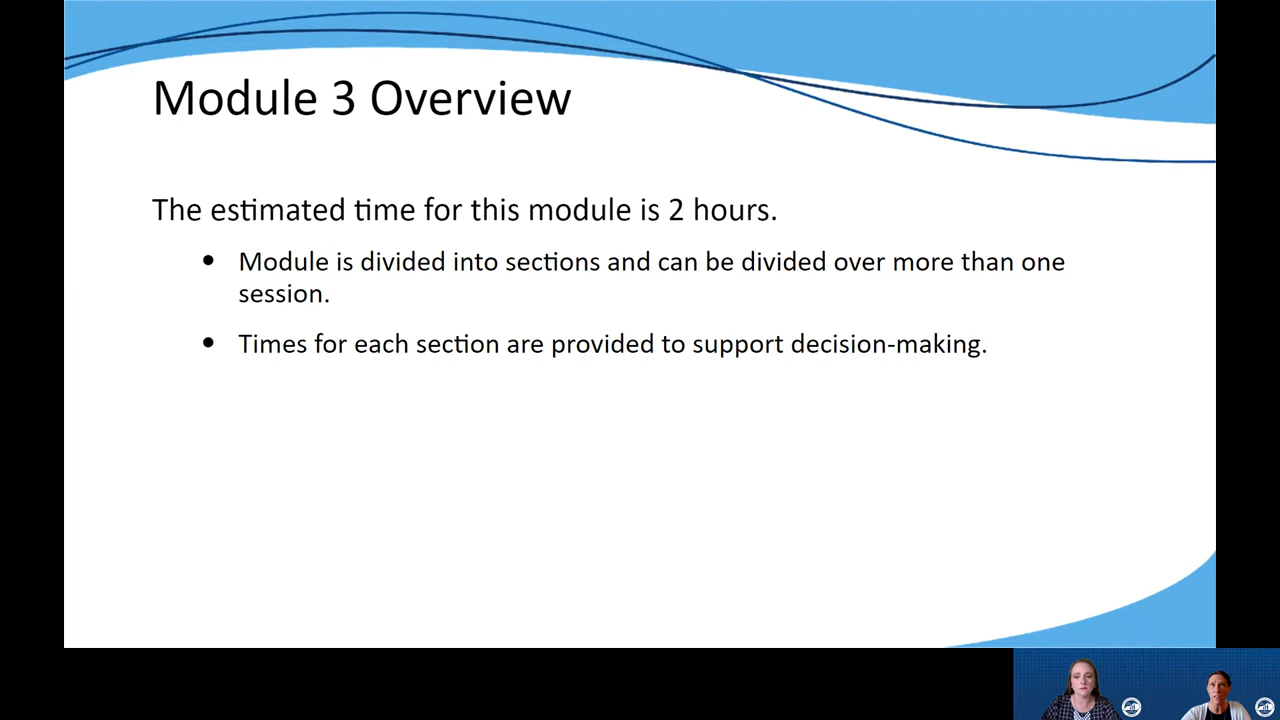 Module 3 Overview
The estimated time for this module is 2 hours.
• Module is divided into sections and can be divided over more than one
session.
• Times for each section are provided to support decision-making.